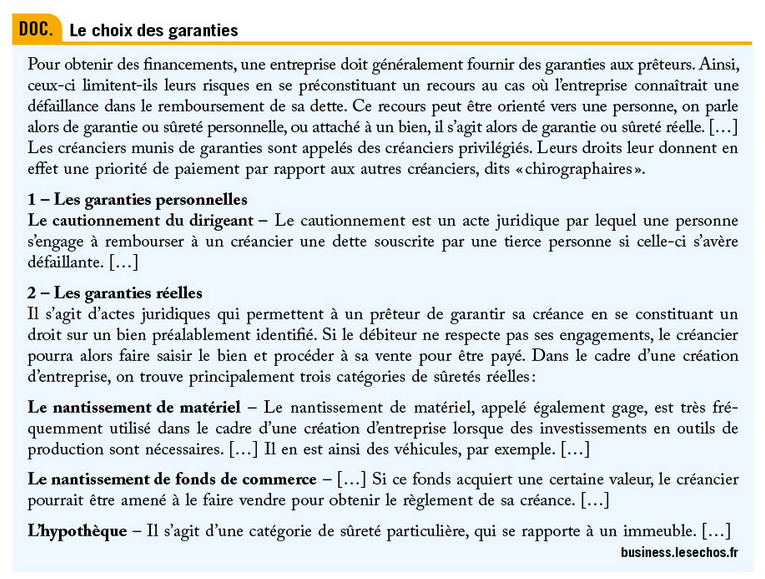 DOC. Le choix des garanties
Pour obtenir des financements, une entreprise doit généralement fournir des garanties aux prêteurs. Ainsi,
ceux-ci limitent-ils leurs risques en se préconstituant un recours au cas où l'entreprise connaîtrait une
défaillance dans le remboursement de sa dette. Ce recours peut être orienté vers une personne, on parle
alors de garantie ou sûreté personnelle, ou attaché à un bien, il s'agit alors de garantie ou sûreté réelle. […]
Les créanciers munis de garanties sont appelés des créanciers privilégiés. Leurs droits leur donnent en
effet une priorité de paiement par rapport aux autres créanciers, dits «chirographaires».
1 – Les garanties personnelles
Le cautionnement du dirigeant – Le cautionnement est un acte juridique par lequel une personne
s'engage à rembourser à un créancier une dette souscrite par une tierce personne si celle-ci s'avère
défaillante. […]
2 – Les garanties réelles
Il s'agit d'actes juridiques qui permettent à un prêteur de garantir sa créance en se constituant un
droit sur un bien préalablement identifié. Si le débiteur ne respecte pas ses engagements, le créancier
pourra alors faire saisir le bien et procéder à sa vente pour être payé. Dans le cadre d'une création
d'entreprise, on trouve principalement trois catégories de sûretés réelles :
Le nantissement de matériel – Le nantissement de matériel, appelé également gage, est très fré-
quemment utilisé dans le cadre d'une création d'entreprise lorsque des investissements en outils de
production sont nécessaires. […] Il en est ainsi des véhicules, par exemple. […]
Le nantissement de fonds de commerce – […] Si ce fonds acquiert une certaine valeur, le créancier
pourrait être amené à le faire vendre pour obtenir le règlement de sa créance. […]
L'hypothèque – Il s'agit d'une catégorie de sûreté particulière, qui se rapporte à un immeuble. […]
business.lesechos.fr